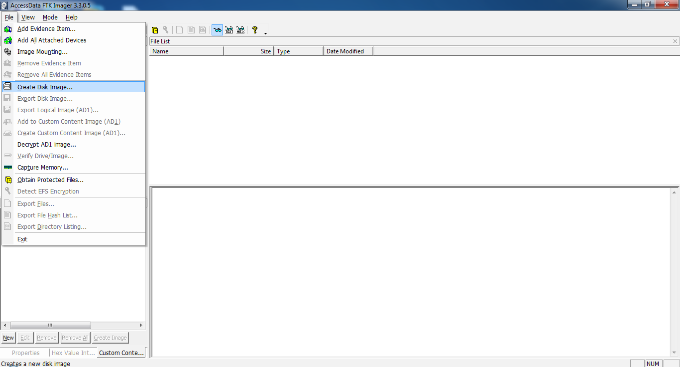 AccessData FTK Imager 3.3.0.5
File View Mode Help
Add Evidence Item...
Add All Attached Devices
Image Mounting...
Remove Evidence Item
Remove All Evidence Items
Create Disk Image...
Export Disk Image...
Export Logical Image (AD1)...
Add to Custom Content Image (AD1)
Create Custom Content Image (AD1)...
Decrypt AD1 image...
Verify Drive/Image...
Capture Memory...
Obtain Protected Files...
Detect EFS Encryption
Export Files...
Export File Hash List...
Export Directory Listing...
Exit
File List
Name Size Type Date Modified
New Edit Remove Remove All Create Image
Properties Hex Value Int... Custom Conte...
Creates a new disk image NUM